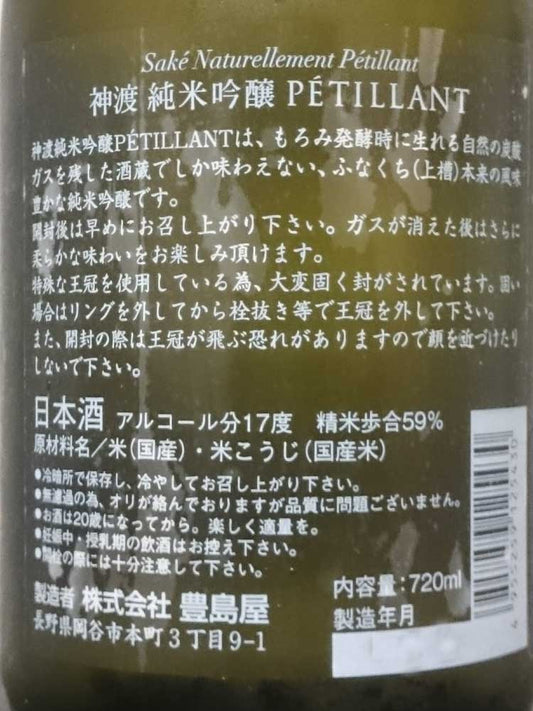 Saké Naturellement Pétillant
神渡 純米吟醸 PÉTILLANT
神渡純米吟醸PÉTILLANTは、もろみ発酵時に生れる自然の炭酸
ガスを残した酒蔵でしか味わえない、ふなくち(上槽)本来の風味
豊かな純米吟醸です。
開封後は早めにお召し上がり下さい。ガスが消えた後はさらに
柔らかな味わいをお楽しみ頂けます。
特殊な王冠を使用している為、大変固く封がされています。固い
場合はリングを外してから栓抜き等で王冠を外して下さい。
また、開封の際は王冠が飛ぶ恐れがありますので顔を近づけたり
しないで下さい。
日本酒 アルコール分17度 精米歩合59%
原材料名/米(国産)・米こうじ(国産米)
●冷暗所で保存し、冷やしてお召し上がり下さい。
●無濾過の為、オリが絡んでおりますが品質に問題ございません。
●お酒は20歳になってから。楽しく適量を。
●妊娠中・授乳期の飲酒はお控え下さい。
●開栓の際には十分注意して下さい。
製造者 株式会社 豊島屋
長野県岡谷市本町3丁目9-1
内容量:720ml
製造年月